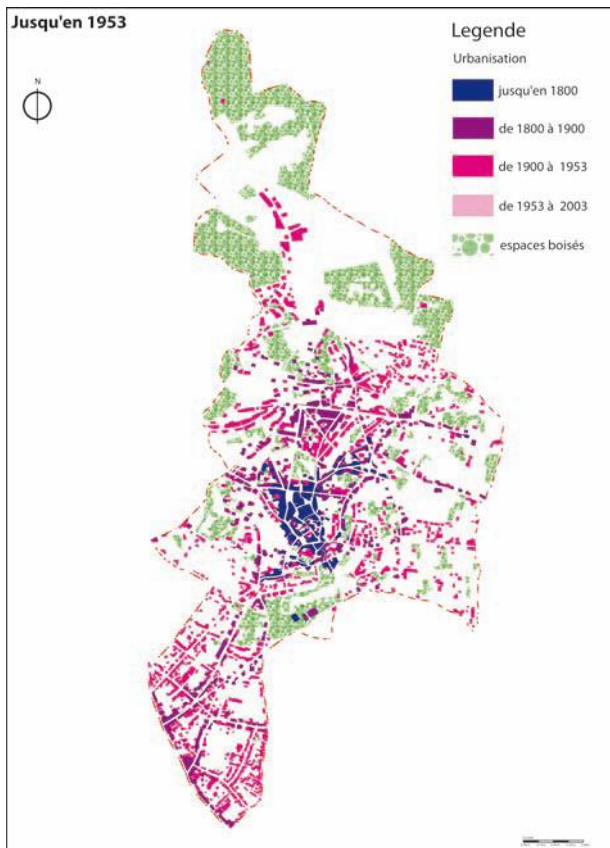 Jusqu'en 1953
Legende
Urbanisation
N
jusqu'en 1800
de 1800 à 1900
de 1900 à 1953
de 1953 à 2003
espaces boisés